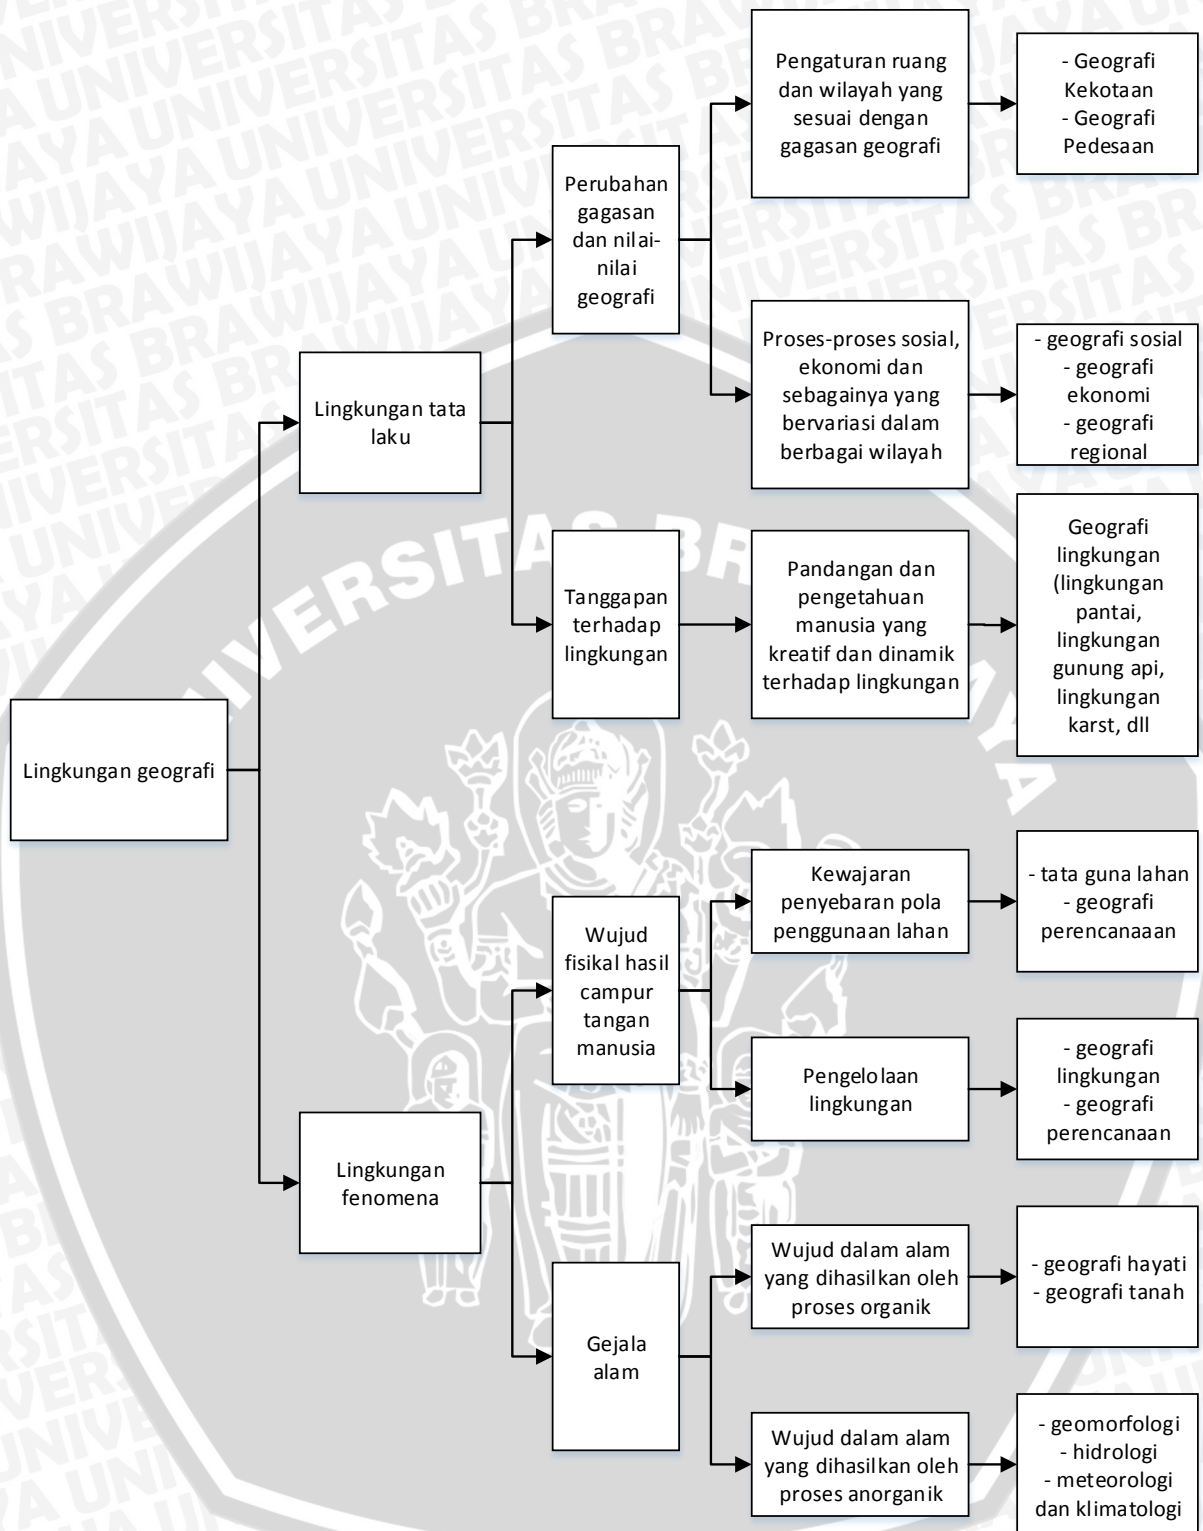 Pengaturan ruang
dan wilayah yang
sesuai dengan
gagasan geografi
- Geografi
Kekotaan
- Geografi
Pedesaan
Perubahan
gagasan
dan nilai-
nilai
geografi
Proses-proses sosial,
ekonomi dan
sebagainya yang
bervariasi dalam
berbagai wilayah
- geografi sosial
- geografi
ekonomi
- geografi
regional
Lingkungan tata
laku
Tanggapan
terhadap
lingkungan
Pandangan dan
pengetahuan
manusia yang
kreatif dan dinamik
terhadap lingkungan
Geografi
lingkungan
(lingkungan
pantai,
lingkungan
gunung api,
lingkungan
karst, dll
Lingkungan geografi
Kewajaran
penyebaran pola
penggunaan lahan
- tata guna lahan
- geografi
perencanaaan
Wujud
fisikal hasil
campur
tangan
manusia
Pengelolaan
lingkungan
- geografi
lingkungan
- geografi
perencanaan
Lingkungan
fenomena
Wujud dalam alam
yang dihasilkan oleh
proses organik
- geografi hayati
- geografi tanah
Gejala
alam
Wujud dalam alam
yang dihasilkan oleh
proses anorganik
- geomorfologi
- hidrologi
- meteorologi
dan klimatologi